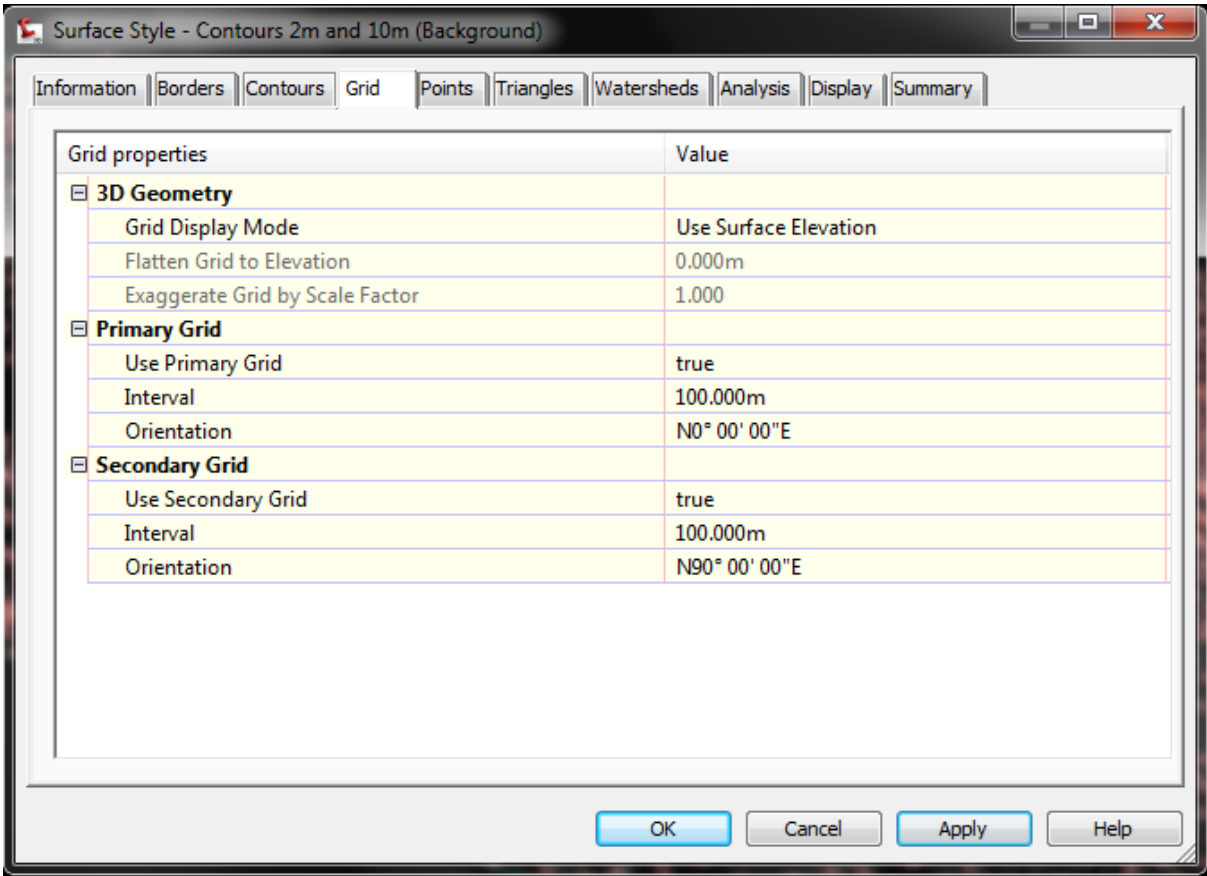 Surface Style - Contours 2m and 10m (Background)
Information Borders Contours Grid Points Triangles Watersheds Analysis Display Summary
Grid properties Value
3D Geometry
Grid Display Mode Use Surface Elevation
Flatten Grid to Elevation 0.000m
Exaggerate Grid by Scale Factor 1.000
Primary Grid
Use Primary Grid true
Interval 100.000m
Orientation N0° 00' 00"E
Secondary Grid
Use Secondary Grid true
Interval 100.000m
Orientation N90° 00' 00"E
OK Cancel Apply Help